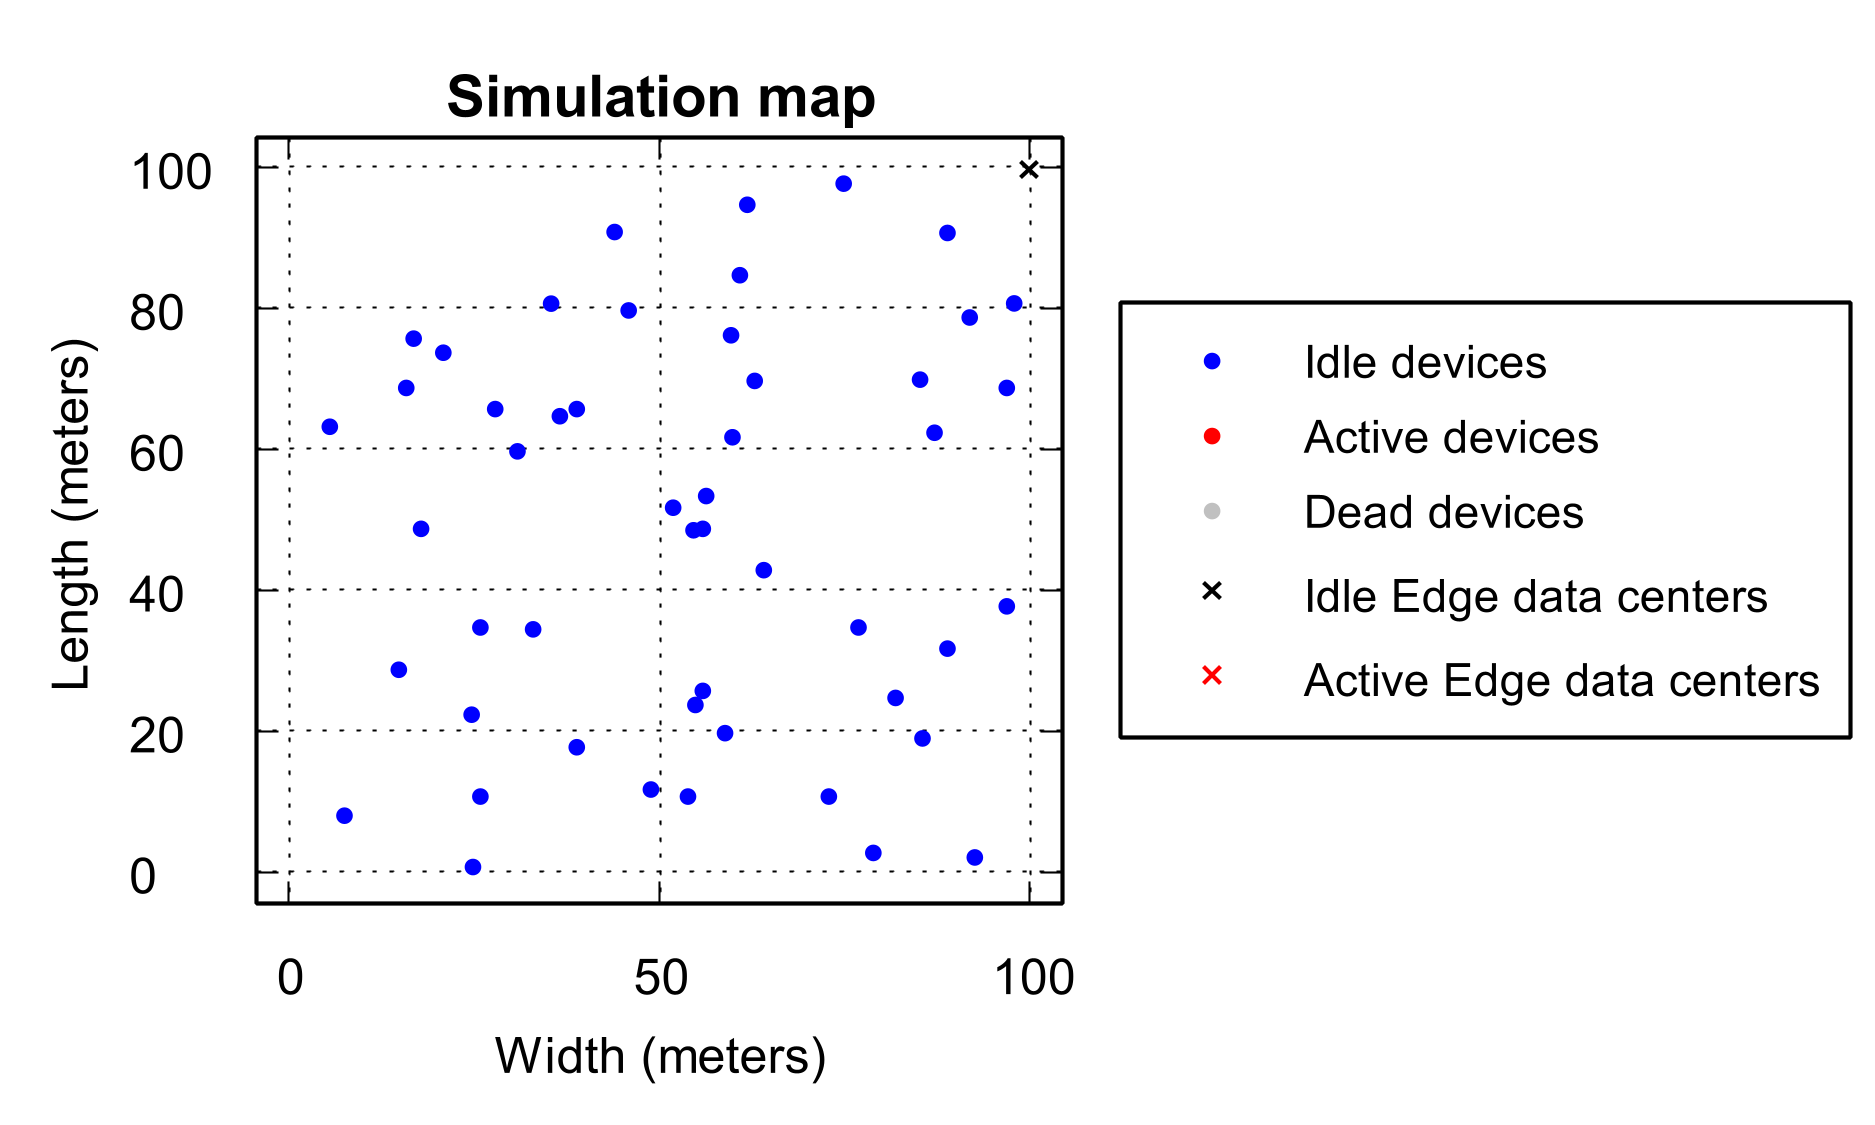 Simulation map
100
80
60
40
20
0
Length (meters)
0 50 100
Width (meters)
Idle devices
Active devices
Dead devices
Idle Edge data centers
Active Edge data centers